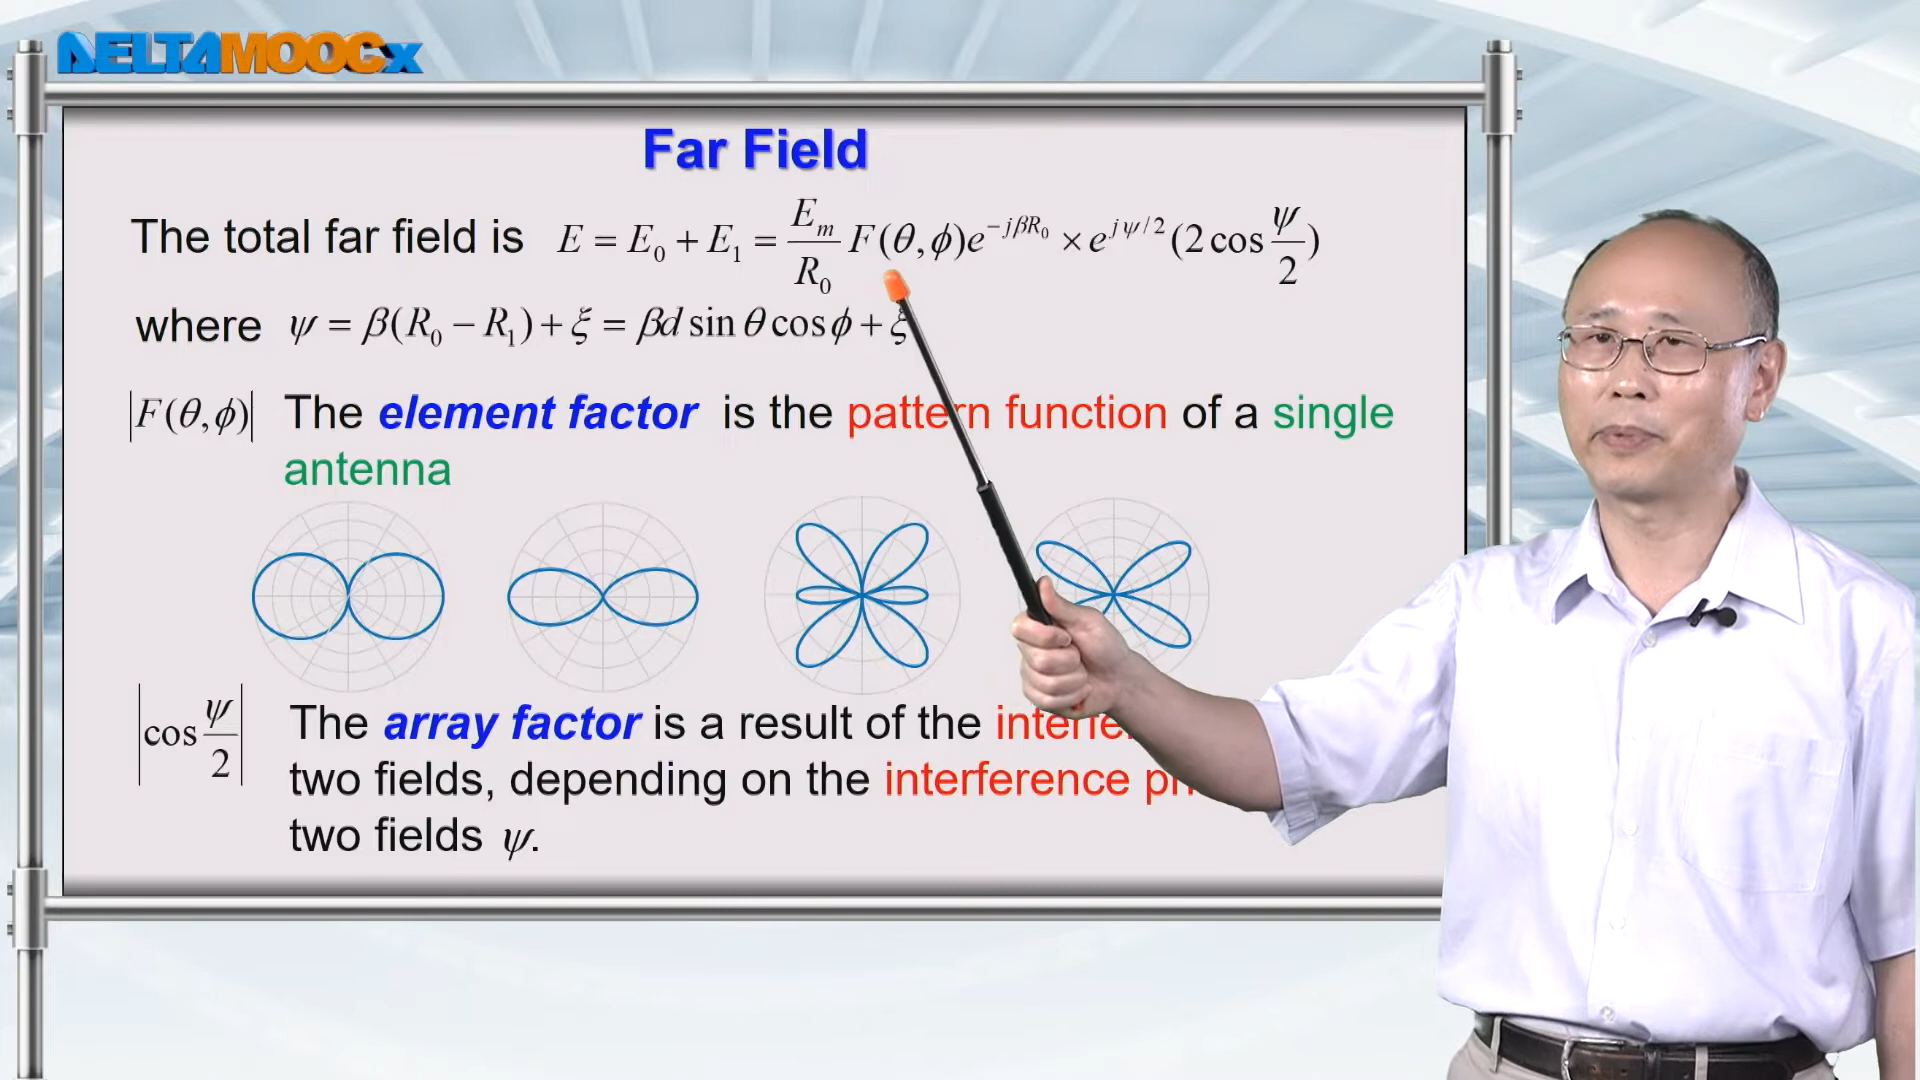 DELTAMOOCx
Far Field
The total far field is E = E₀ + E₁ = E_m/R₀ F(θ,ϕ)e^{-jβR₀} × e^{jψ/2}(2 cos ψ/2)
where ψ = β(R₀ − R₁) + ξ = βd sin θ cos ϕ + ξ
|F(θ,ϕ)| The element factor is the pattern function of a single
antenna
|cos ψ/2| The array factor is a result of the
two fields, depending on the interference
two fields ψ.